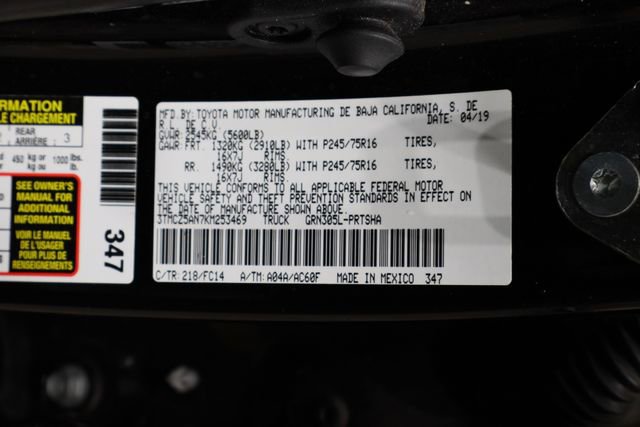 RMATION
LE CHARGEMENT
REAR
ARRIÈRE : 3
450 kg or 1000 lbs.
kg ou lb.
SEE OWNER'S
MANUAL FOR
ADDITIONAL
INFORMATION
VOIR LE MANUEL
DE L'USAGER
POUR PLUS DE
RENSEIGNEMENTS
347
MFD.BY:TOYOTA MOTOR MANUFACTURING DE BAJA CALIFORNIA, S. DE
R.L. DE C.V. 04/19
GVWR:2545KG (5600LB)
GAWR:FRT. 1320KG (2910LB) WITH P245/75R16 TIRES,
16X7J RIMS.
RR. 1490KG (3280LB) WITH P245/75R16 TIRES,
16X7J RIMS.
THIS VEHICLE CONFORMS TO ALL APPLICABLE FEDERAL MOTOR
VEHICLE SAFETY AND THEFT PREVENTION STANDARDS IN EFFECT
ON THE DATE OF MANUFACTURE SHOWN ABOVE.
3TMCZ5AN7KM253469 TRUCK GRN305L-PRTSHA
C/TR:218/FC14 A/TM:A04A/AC60F MADE IN MEXICO 347